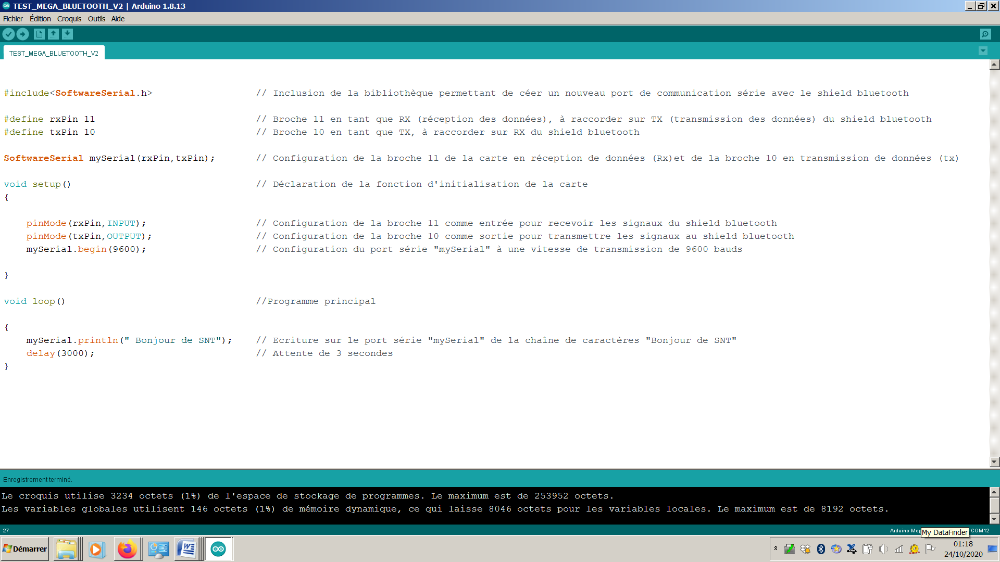 TEST_MEGA_BLUETOOTH_V2 | Arduino 1.8.13
Fichier Édition Croquis Outils Aide
TEST_MEGA_BLUETOOTH_V2
#include<SoftwareSerial.h> // Inclusion de la bibliothèque permettant de céer un nouveau port de communication série avec le shield bluetooth
#define rxPin 11 // Broche 11 en tant que RX (réception des données), à raccorder sur TX (transmission des données) du shield bluetooth
#define txPin 10 // Broche 10 en tant que TX, à raccorder sur RX du shield bluetooth
SoftwareSerial mySerial(rxPin,txPin); // Configuration de la broche 11 de la carte en réception de données (Rx)et de la broche 10 en transmission de données (tx)
void setup() // Déclaration de la fonction d'initialisation de la carte
{
pinMode(rxPin,INPUT); // Configuration de la broche 11 comme entrée pour recevoir les signaux du shield bluetooth
pinMode(txPin,OUTPUT); // Configuration de la broche 10 comme sortie pour transmettre les signaux au shield bluetooth
mySerial.begin(9600); // Configuration du port série "mySerial" à une vitesse de transmission de 9600 bauds
}
void loop() //Programme principal
{
mySerial.println(" Bonjour de SNT"); // Ecriture sur le port série "mySerial" de la chaîne de caractères "Bonjour de SNT"
delay(3000); // Attente de 3 secondes
}
Enregistrement terminé.
Le croquis utilise 3234 octets (1%) de l'espace de stockage de programmes. Le maximum est de 253952 octets.
Les variables globales utilisent 146 octets (1%) de mémoire dynamique, ce qui laisse 8046 octets pour les variables locales. Le maximum est de 8192 octets.
27
Arduino Meg
My DataFinder
COM12
Démarrer
01:18
24/10/2020